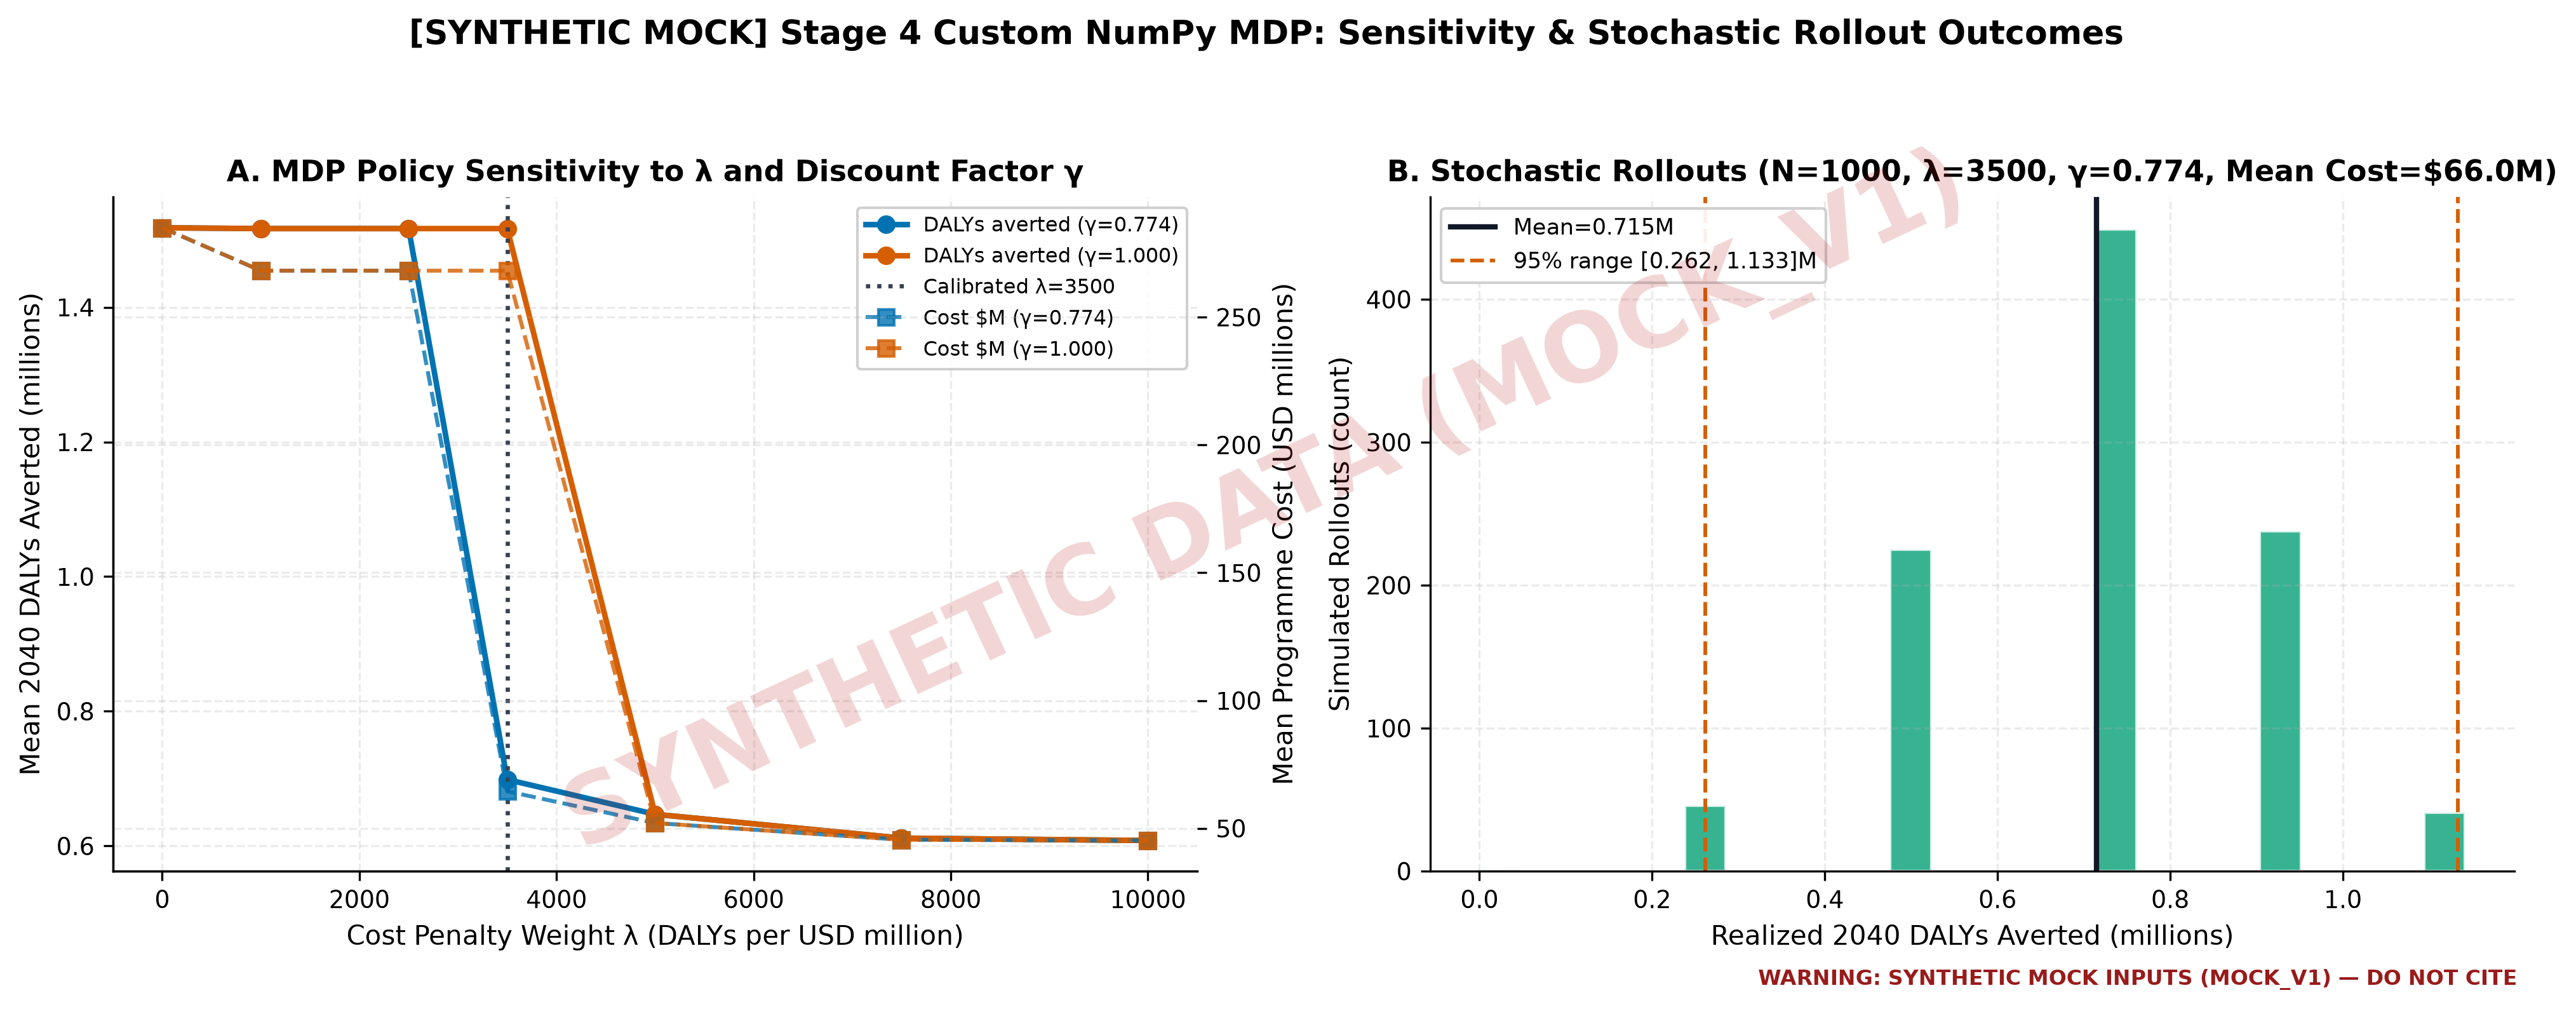 [SYNTHETIC MOCK] Stage 4 Custom NumPy MDP: Sensitivity & Stochastic Rollout Outcomes
A. MDP Policy Sensitivity to λ and Discount Factor γ
Mean 2040 DALYs Averted (millions)
1.4
1.2
1.0
0.8
0.6
DALYs averted (γ=0.774)
DALYs averted (γ=1.000)
Calibrated λ=3500
Cost $M (γ=0.774)
Cost $M (γ=1.000)
250
200
150
100
50
Mean Programme Cost (USD millions)
0 2000 4000 6000 8000 10000
Cost Penalty Weight λ (DALYs per USD million)
B. Stochastic Rollouts (N=1000, λ=3500, γ=0.774, Mean Cost=$66.0M)
Simulated Rollouts (count)
400
300
200
100
0
Mean=0.715M
95% range [0.262, 1.133]M
0.0 0.2 0.4 0.6 0.8 1.0
Realized 2040 DALYs Averted (millions)
SYNTHETIC DATA (MOCK_V1)
WARNING: SYNTHETIC MOCK INPUTS (MOCK_V1) — DO NOT CITE